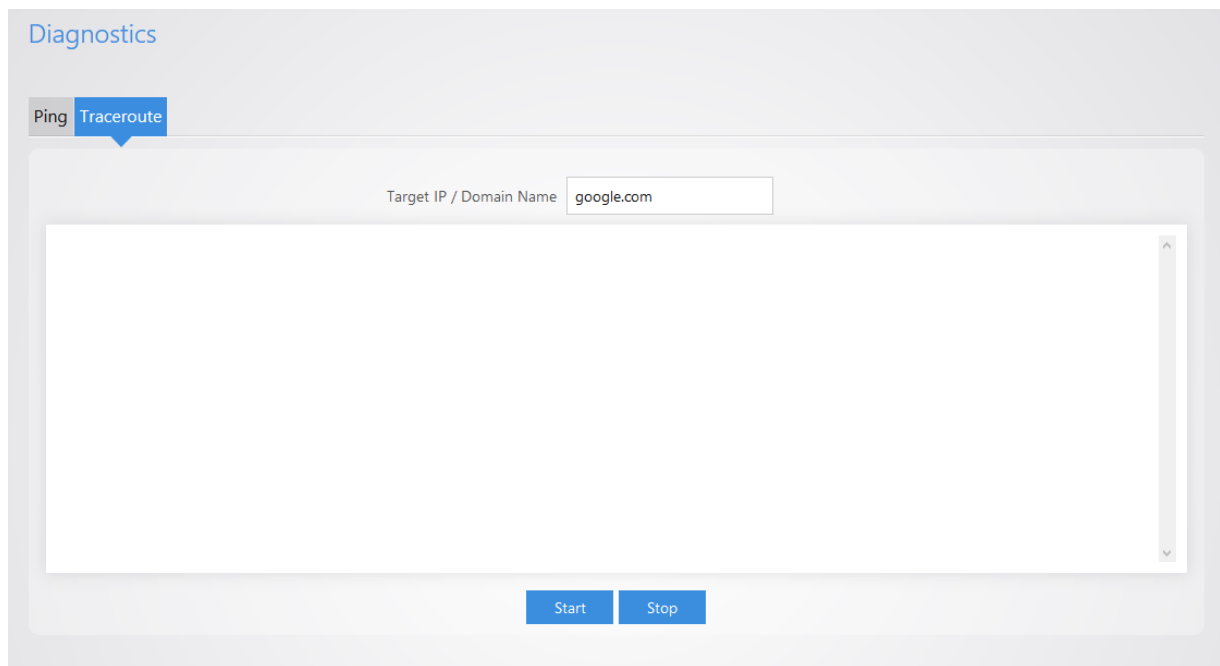 Diagnostics
Ping Traceroute
Target IP / Domain Name google.com
Start Stop